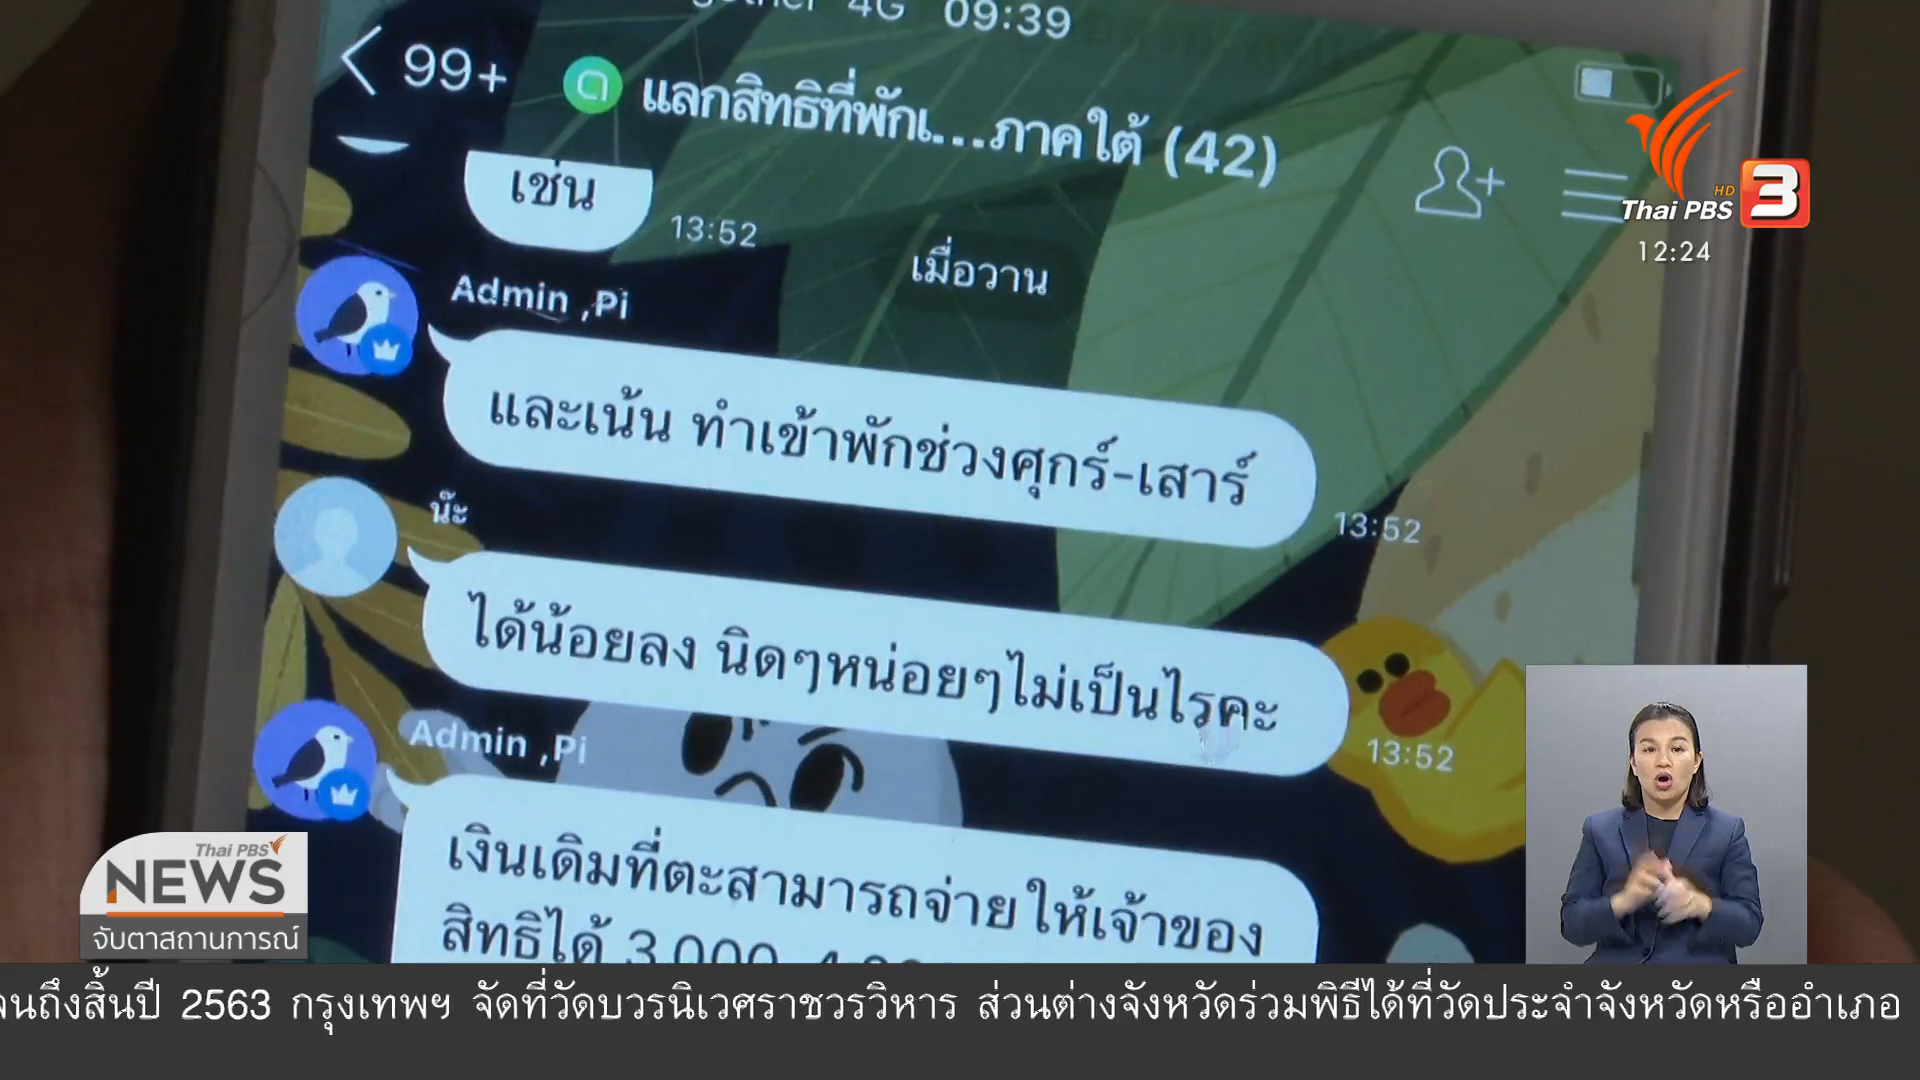 4G 09:39
99+
แลกสิทธิที่พักเ...ภาคใต้ (42)
HD
Thai PBS 3
12:24
เช่น
13:52
เมื่อวาน
Admin ,Pi
และเน้น ทำเข้าพักช่วงศุกร์-เสาร์
13:52
น๊ะ
ได้น้อยลง นิดๆหน่อยๆไม่เป็นไรคะ
13:52
Admin ,Pi
เงินเดิมที่ตะสามารถจ่ายให้เจ้าของ
สิทธิได้ 3,000
Thai PBS
NEWS
จับตาสถานการณ์
จนถึงสิ้นปี 2563 กรุงเทพฯ จัดที่วัดบวรนิเวศราชวรวิหาร ส่วนต่างจังหวัดร่วมพิธีได้ที่วัดประจำจังหวัดหรืออำเภอ